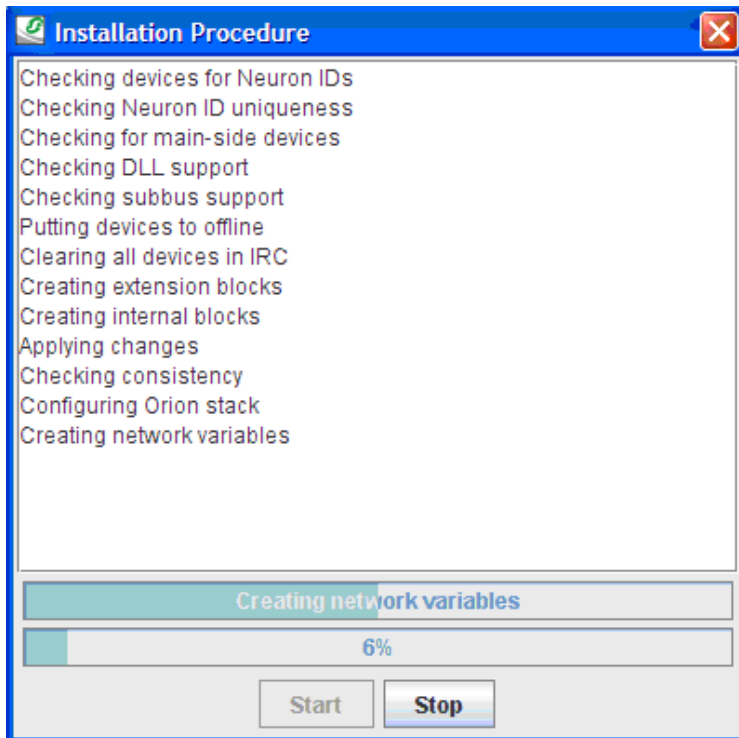 Installation Procedure
Checking devices for Neuron IDs
Checking Neuron ID uniqueness
Checking for main-side devices
Checking DLL support
Checking subbus support
Putting devices to offline
Clearing all devices in IRC
Creating extension blocks
Creating internal blocks
Applying changes
Checking consistency
Configuring Orion stack
Creating network variables
Creating network variables
6%
Start Stop